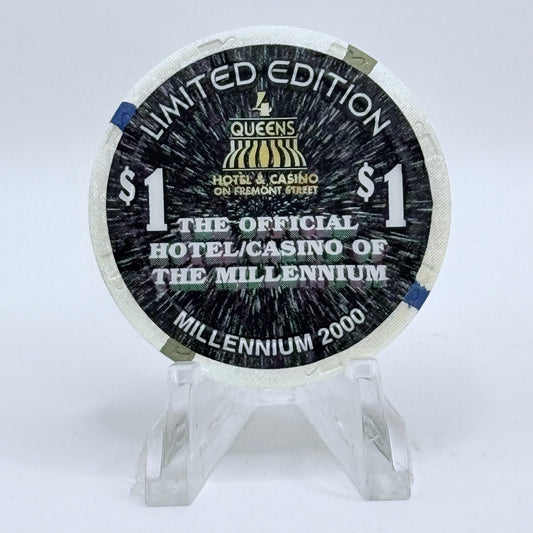 LIMITED EDITION
4
QUEENS
HOTEL & CASINO
ON FREMONT STREET
$1
$1
THE OFFICIAL
HOTEL/CASINO OF
THE MILLENNIUM
MILLENNIUM 2000